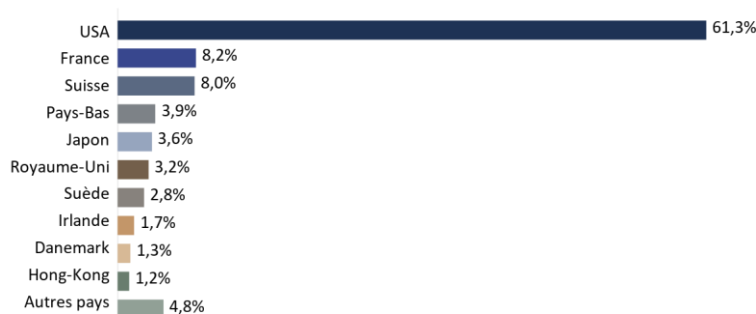 USA 61,3%
France 8,2%
Suisse 8,0%
Pays-Bas 3,9%
Japon 3,6%
Royaume-Uni 3,2%
Suède 2,8%
Irlande 1,7%
Danemark 1,3%
Hong-Kong 1,2%
Autres pays 4,8%